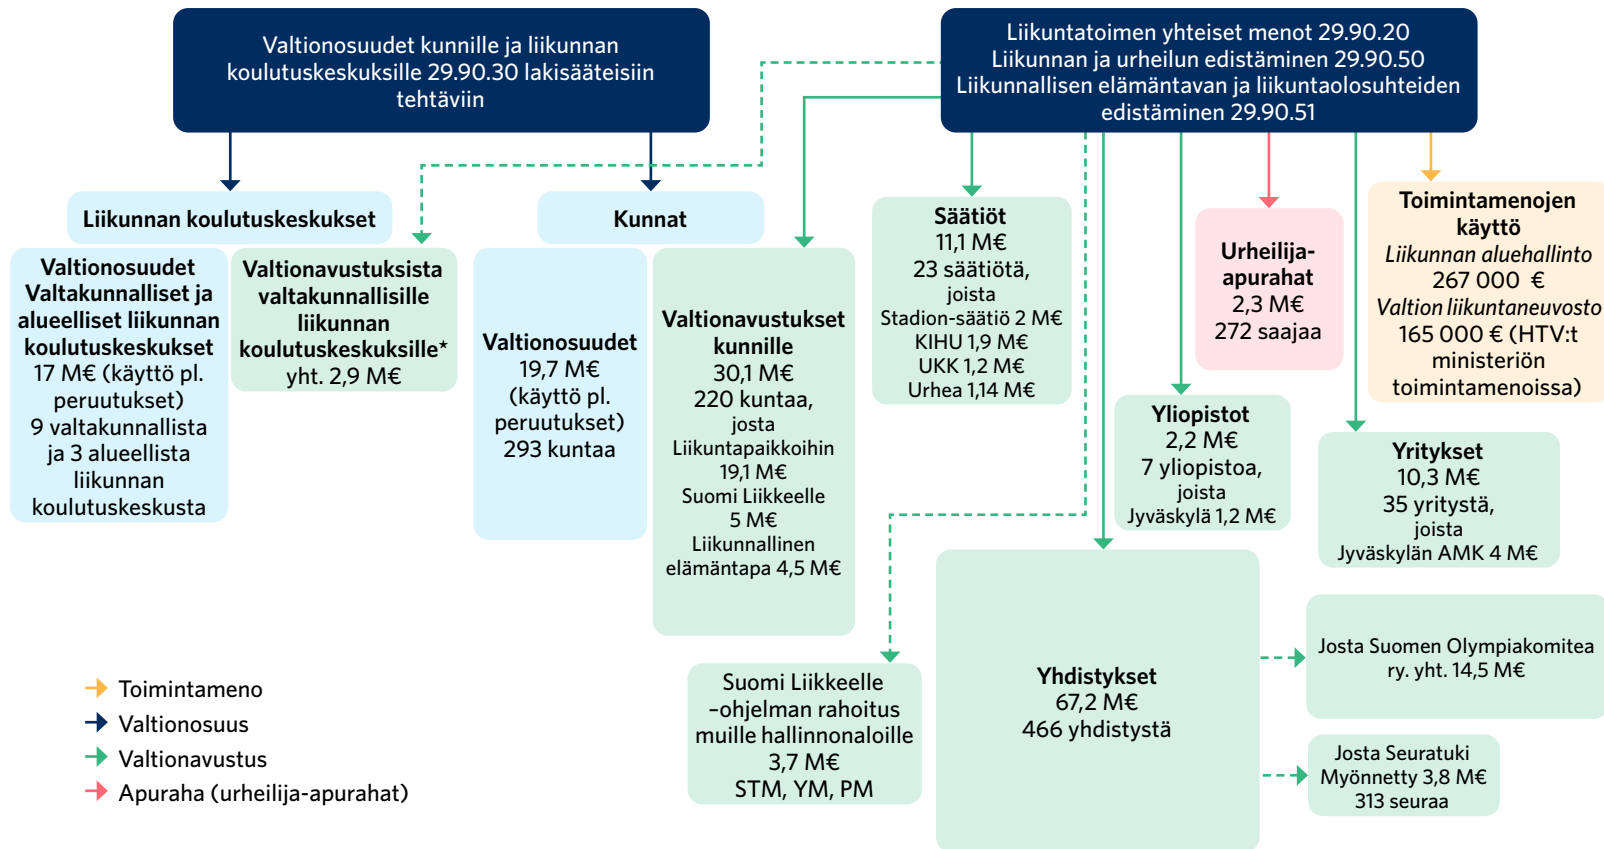 Valtionosuudet kunnille ja liikunnan
koulutuskeskuksille 29.90.30 lakisääteisiin
tehtäviin
Liikuntatoimen yhteiset menot 29.90.20
Liikunnan ja urheilun edistäminen 29.90.50
Liikunnallisen elämäntavan ja liikuntaolosuhteiden
edistäminen 29.90.51
Liikunnan koulutuskeskukset
Valtionosuudet
Valtakunnalliset ja
alueelliset liikunnan
koulutuskeskukset
17 M€ (käyttö pl.
peruutukset)
9 valtakunnallista
ja 3 alueellista
liikunnan
koulutuskeskusta
Valtionavustuksista
valtakunnallisille
liikunnan
koulutuskeskuksille*
yht. 2,9 M€
Kunnat
Valtionosuudet
19,7 M€
(käyttö pl.
peruutukset)
293 kuntaa
Valtionavustukset
kunnille
30,1 M€
220 kuntaa,
josta
Liikuntapaikkoihin
19,1 M€
Suomi Liikkeelle
5 M€
Liikunnallinen
elämäntapa 4,5 M€
Säätiöt
11,1 M€
23 säätiötä,
joista
Stadion-säätiö 2 M€
KIHU 1,9 M€
UKK 1,2 M€
Urhea 1,14 M€
Yliopistot
2,2 M€
7 yliopistoa,
joista
Jyväskylä 1,2 M€
Urheilija-
apurahat
2,3 M€
272 saajaa
Toimintamenojen
käyttö
Liikunnan aluehallinto
267 000 €
Valtion liikuntaneuvosto
165 000 € (HTV:t
ministeriön
toimintamenoissa)
Yritykset
10,3 M€
35 yritystä,
joista
Jyväskylän AMK 4 M€
Suomi Liikkeelle
–ohjelman rahoitus
muille hallinnonaloille
3,7 M€
STM, YM, PM
Yhdistykset
67,2 M€
466 yhdistystä
Josta Suomen Olympiakomitea
ry. yht. 14,5 M€
Josta Seuratuki
Myönnetty 3,8 M€
313 seuraa
Toimintameno
Valtionosuus
Valtionavustus
Apuraha (urheilija-apurahat)